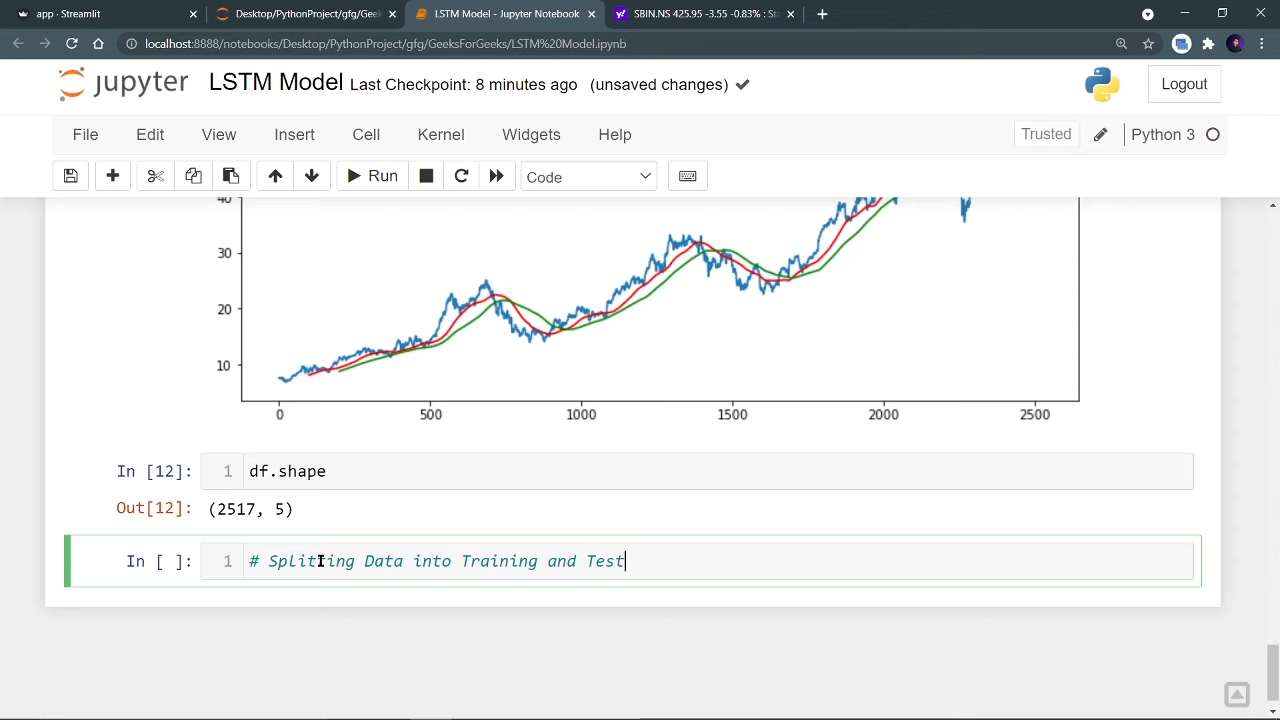 app · Streamlit
Desktop/PythonProject/gfg/Geek
LSTM Model - Jupyter Notebook
SBIN.NS 425.95 -3.55 -0.83% : St
localhost:8888/notebooks/Desktop/PythonProject/gfg/GeeksForGeeks/LSTM%20Model.ipynb
jupyter LSTM Model Last Checkpoint: 8 minutes ago (unsaved changes)
Logout
File Edit View Insert Cell Kernel Widgets Help
Trusted
Python 3
Run
Code
40
30
20
10
0 500 1000 1500 2000 2500
In [12]: 1 df.shape
Out[12]: (2517, 5)
In [ ]: 1 # Splitting Data into Training and Test